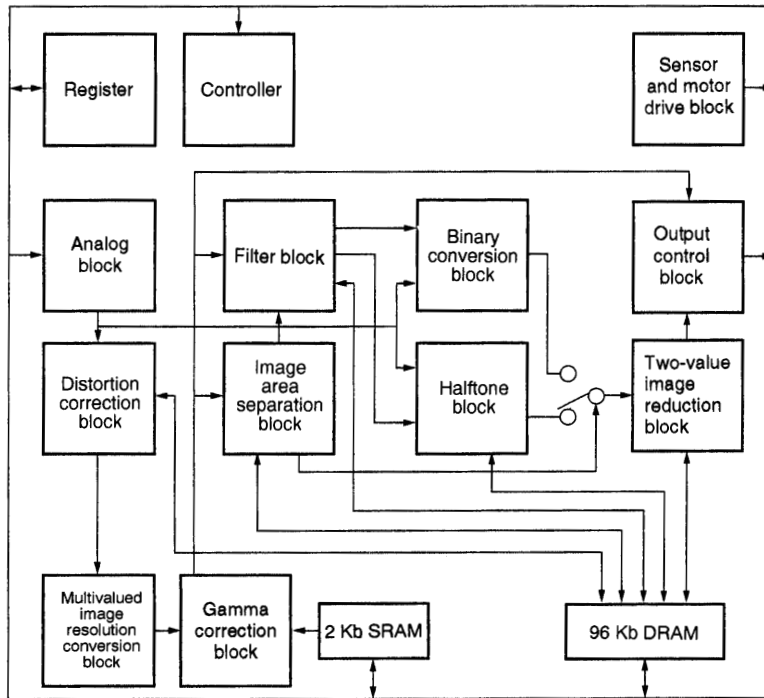 Register
Controller
Sensor
and motor
drive block
Analog
block
Filter block
Binary
conversion
block
Output
control
block
Distortion
correction
block
Image
area
separation
block
Halftone
block
Two-value
image
reduction
block
Multivalued
image
resolution
conversion
block
Gamma
correction
block
2 Kb SRAM
96 Kb DRAM